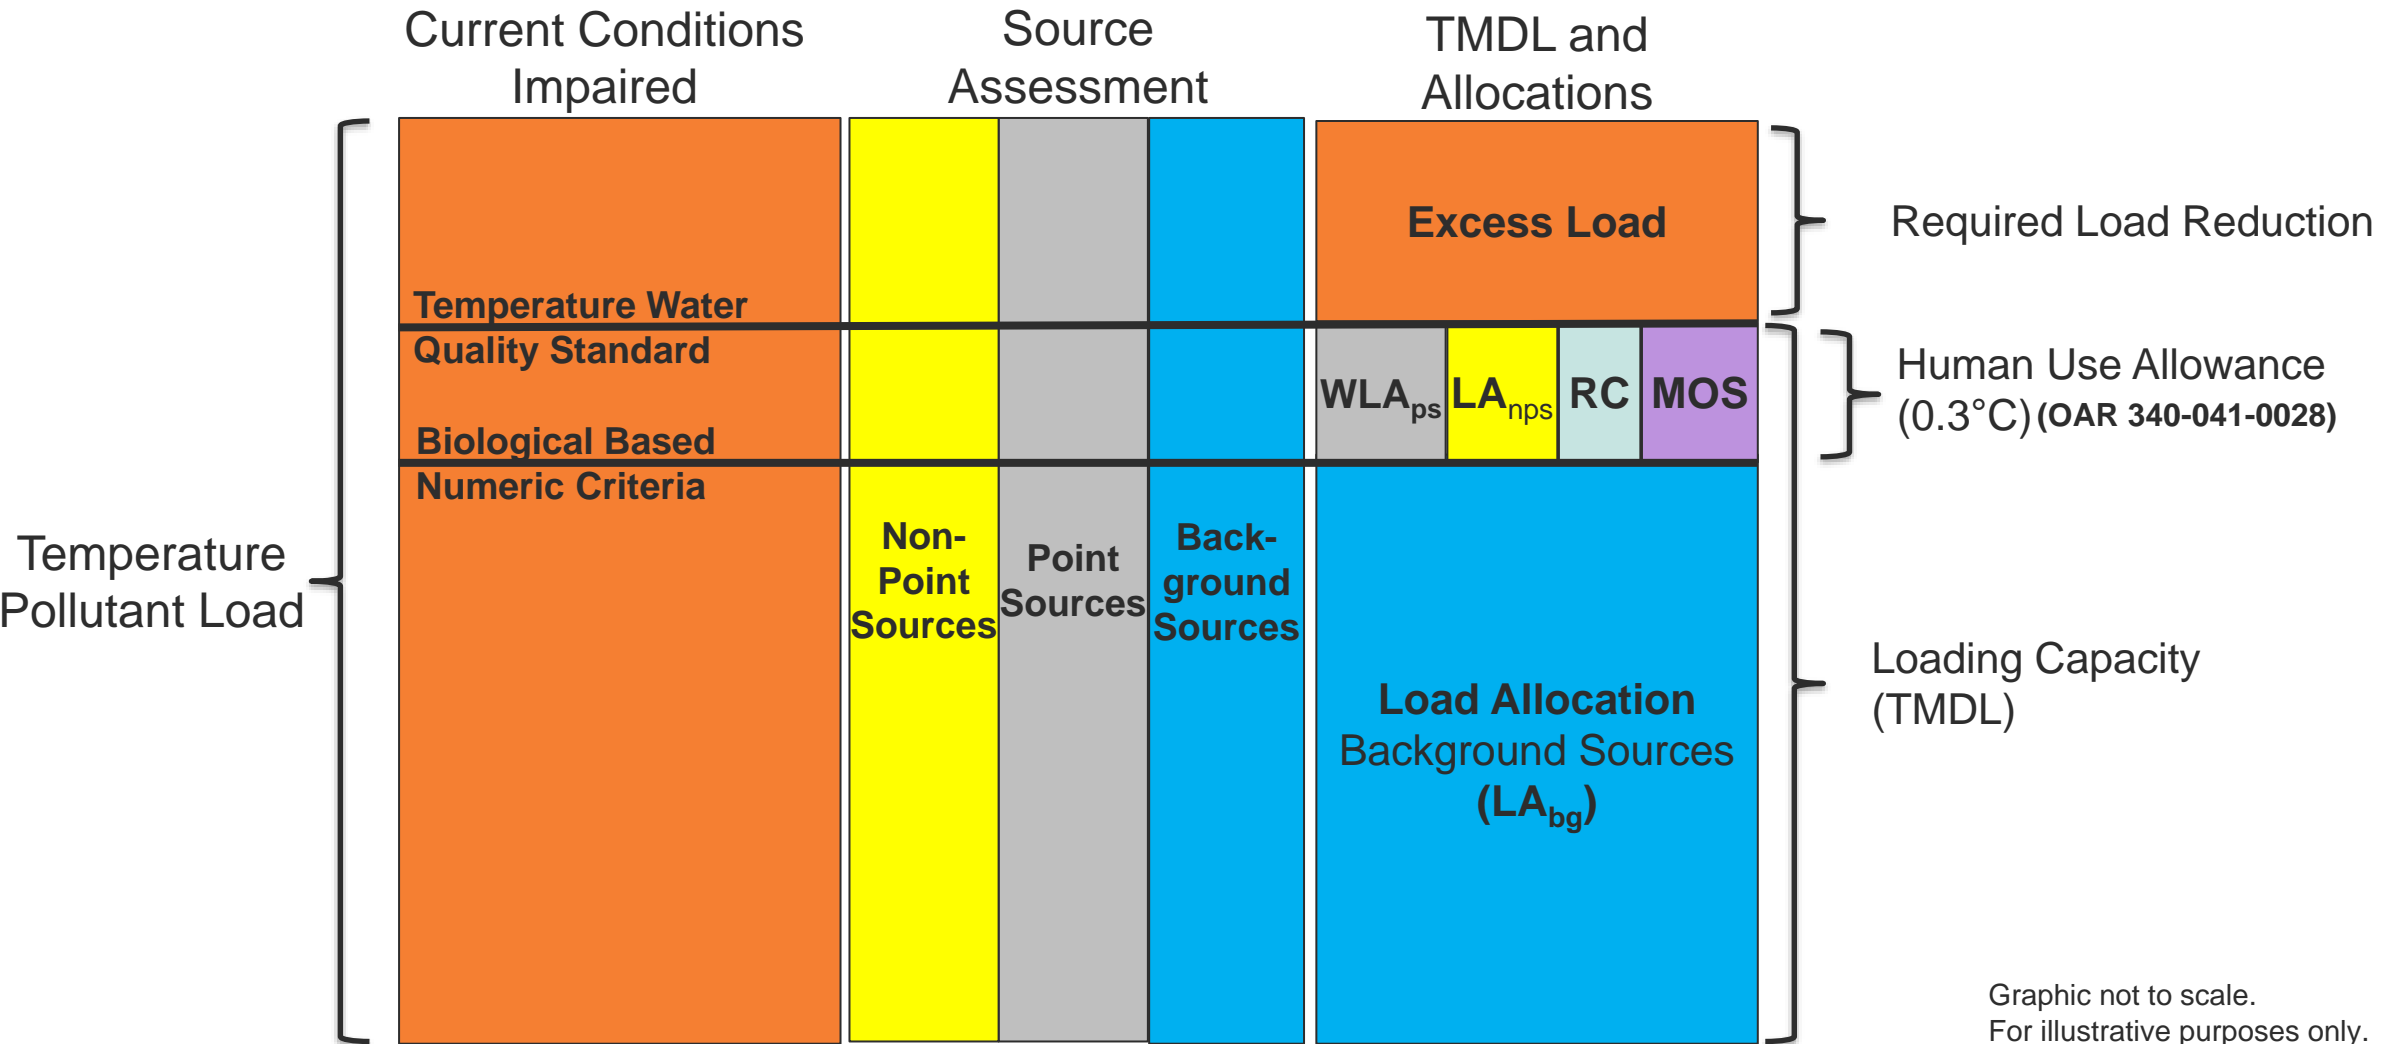 Current Conditions
Impaired
Source
Assessment
TMDL and
Allocations
Temperature
Pollutant Load
Temperature Water
Quality Standard
Biological Based
Numeric Criteria
Non-
Point
Sources
Point
Sources
Back-
ground
Sources
Excess Load
WLAps
LAnps
RC
MOS
Load Allocation
Background Sources
(LAbg)
Required Load Reduction
Human Use Allowance
(0.3°C) (OAR 340-041-0028)
Loading Capacity
(TMDL)
Graphic not to scale.
For illustrative purposes only.